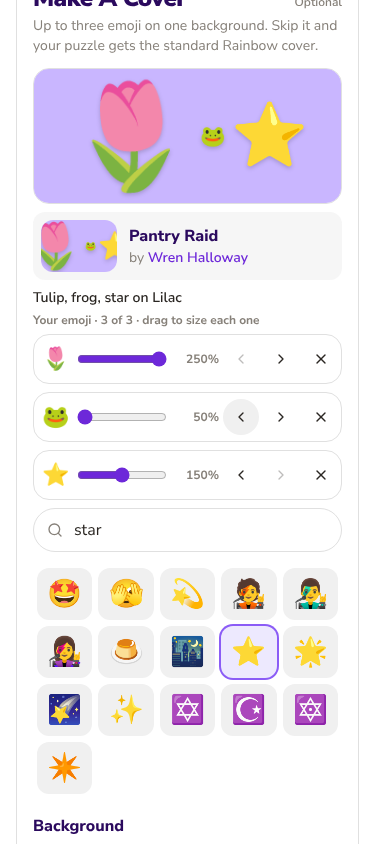 Make A Cover
Optional
Up to three emoji on one background. Skip it and
your puzzle gets the standard Rainbow cover.
Pantry Raid
by Wren Halloway
Tulip, frog, star on Lilac
Your emoji · 3 of 3 · drag to size each one
250%
50%
150%
star
Background